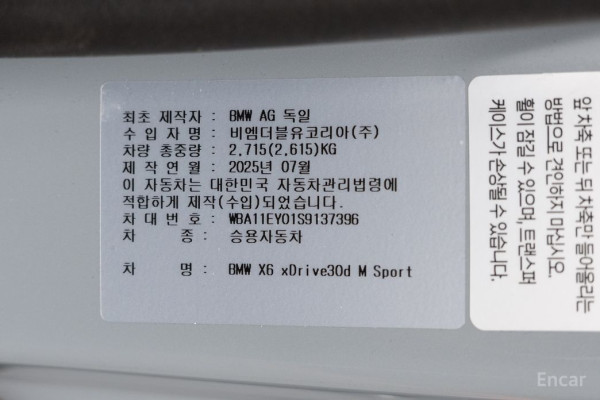 최초 제작자 : BMW AG 독일
수 입 자 명 : 비엠더블유코리아(주)
차량 총중량 : 2,715(2,615)KG
제 작 연 월 : 2025년 07월
이 자동차는 대한민국 자동차관리법령에
적합하게 제작(수입)되었습니다.
차 대 번 호 : WBA11EY01S9137396
차 종 : 승용자동차
차 명 : BMW X6 xDrive30d M Sport
앞 차축 또는 뒤 차축만 들어올리는
방법으로 견인하지 마십시오.
휠이 잠길 수 있으며, 트랜스퍼
케이스가 손상될 수 있습니다.
Encar